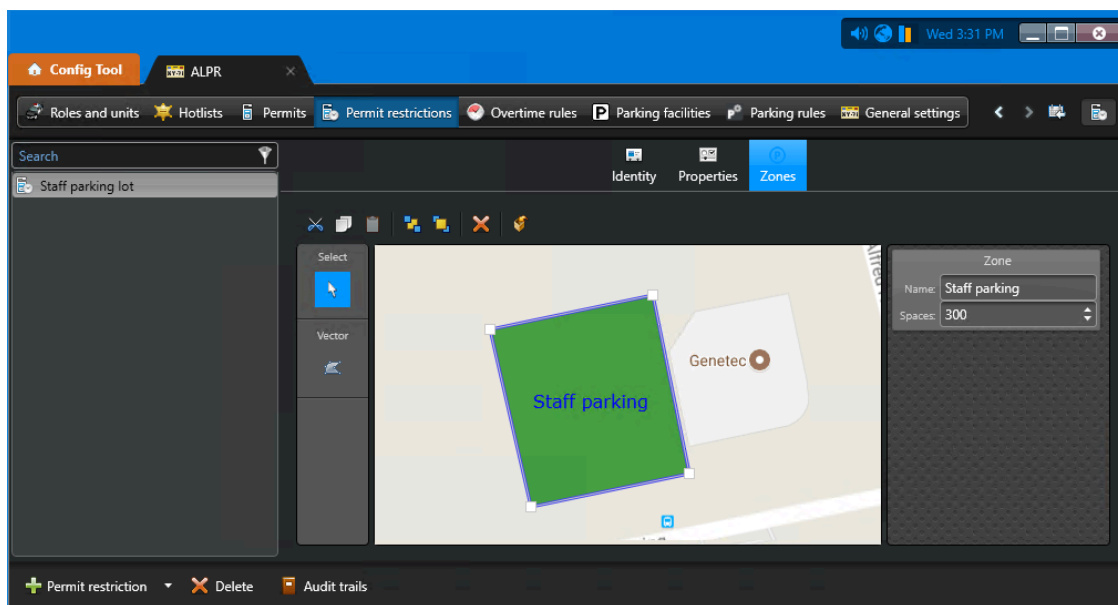 Wed 3:31 PM
Config Tool
ALPR
Roles and units
Hotlists
Permits
Permit restrictions
Overtime rules
Parking facilities
Parking rules
General settings
Search
Staff parking lot
Identity
Properties
Zones
Select
Vector
Staff parking
Genetec
Zone
Name: Staff parking
Spaces: 300
Permit restriction
Delete
Audit trails